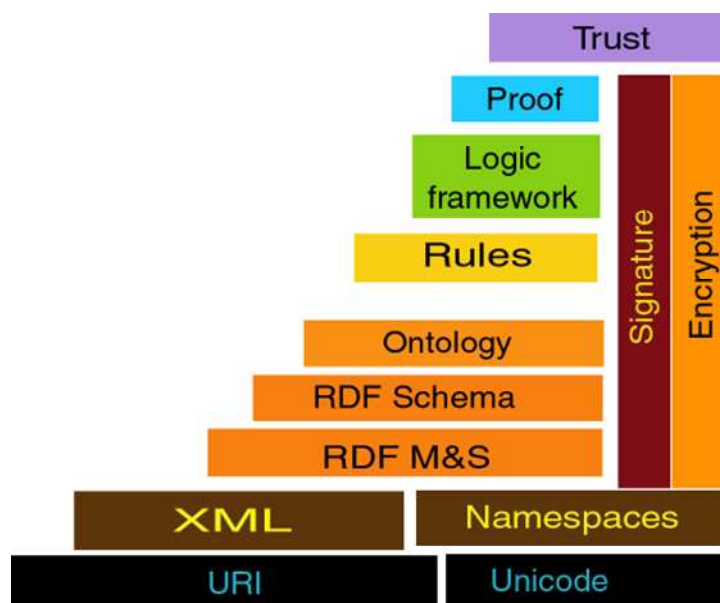 Trust
Proof
Logic
framework
Rules
Ontology
RDF Schema
RDF M&S
Signature
Encryption
XML
Namespaces
URI
Unicode